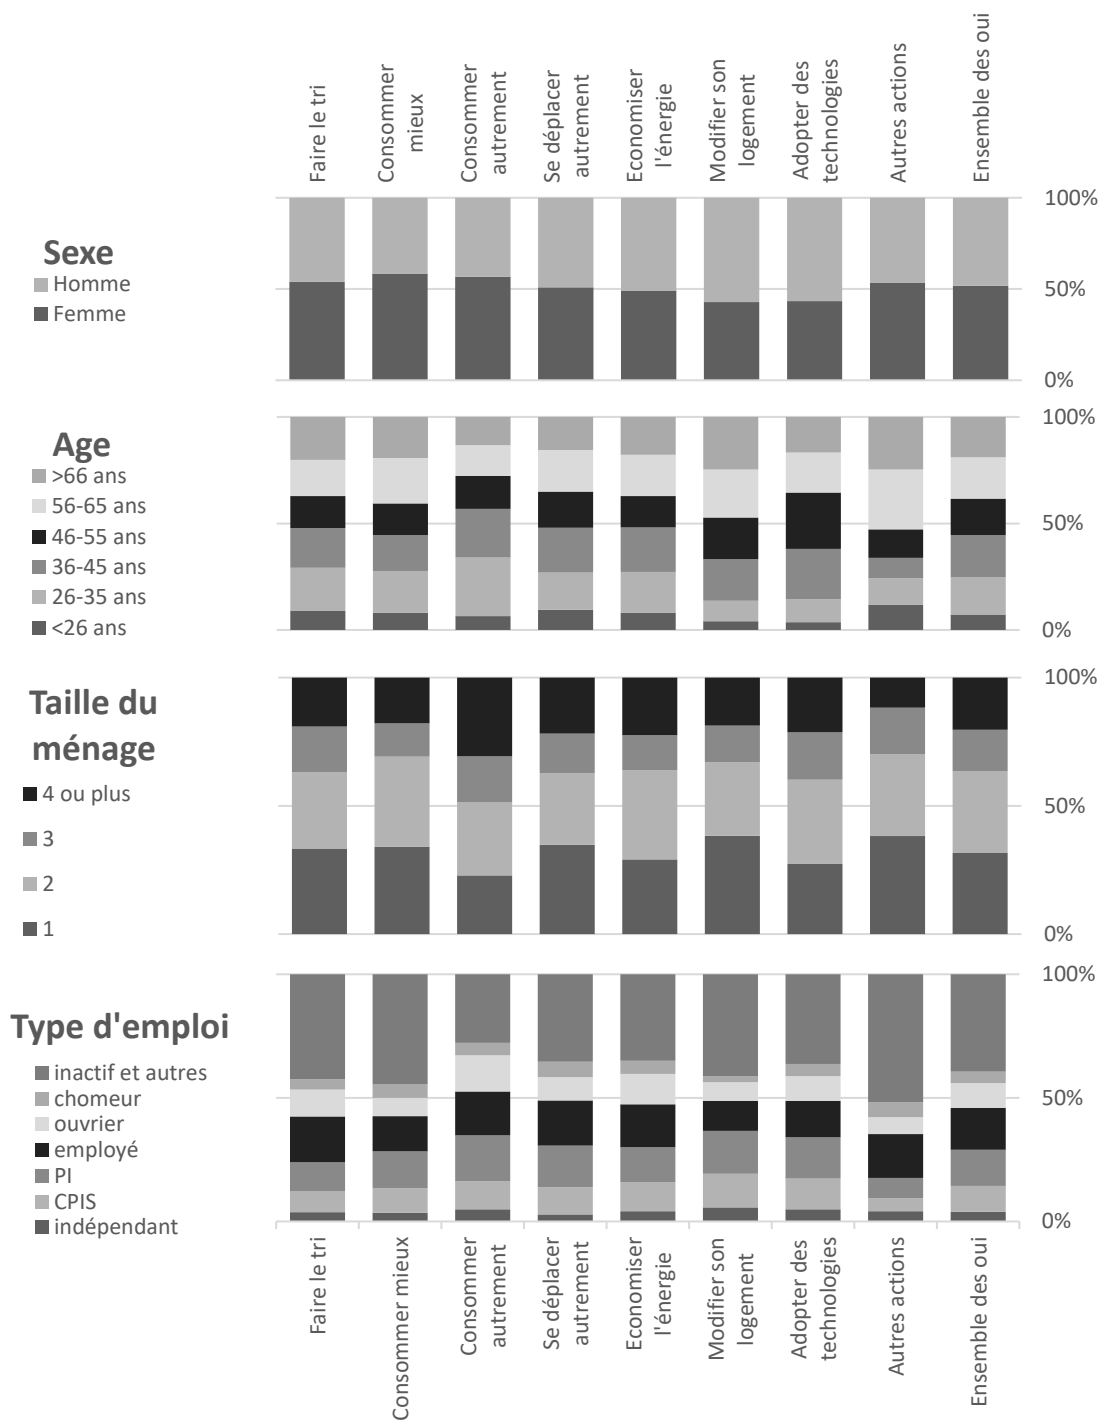 Faire le tri
Consommer
mieux
Consommer
autrement
Se déplacer
autrement
Economiser
l'énergie
Modifier son
logement
Adopter des
technologies
Autres actions
Ensemble des oui
Sexe
Homme
Femme
100%
50%
0%
Age
>66 ans
56-65 ans
46-55 ans
36-45 ans
26-35 ans
<26 ans
100%
50%
0%
Taille du
ménage
4 ou plus
3
2
1
100%
50%
0%
Type d'emploi
inactif et autres
chomeur
ouvrier
employé
PI
CPIS
indépendant
100%
50%
0%
Faire le tri
Consommer mieux
Consommer
autrement
Se déplacer
autrement
Economiser
l'énergie
Modifier son
logement
Adopter des
technologies
Autres actions
Ensemble des oui